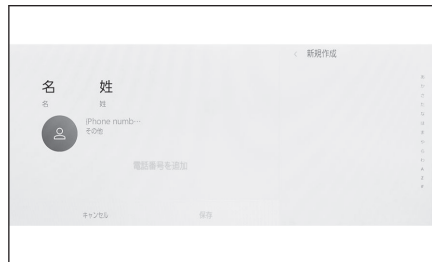 新規作成
名 姓
名 姓
iPhone numb…
その他
電話番号を追加
キャンセル 保存